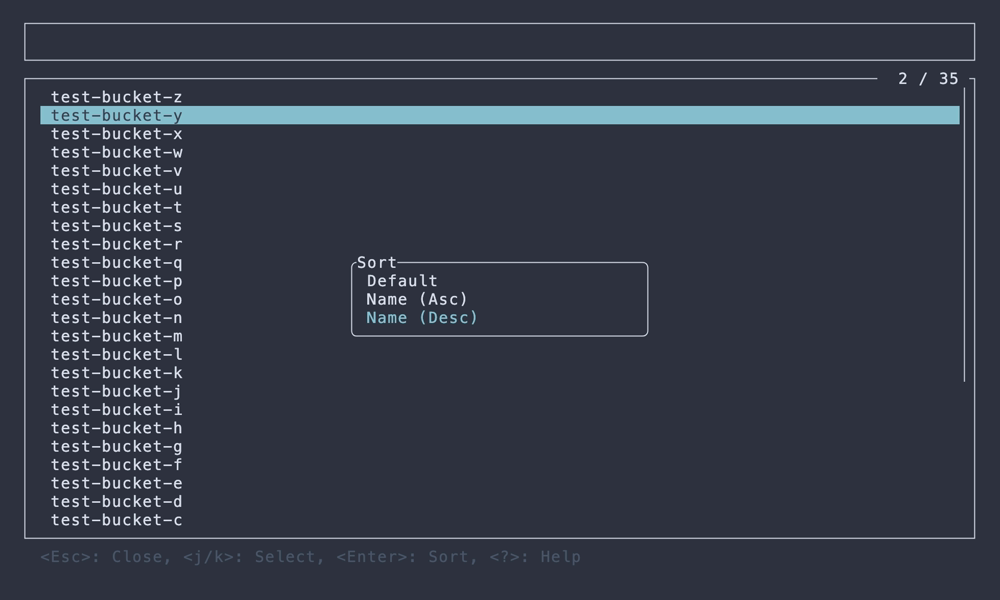 2 / 35
test-bucket-z
test-bucket-y
test-bucket-x
test-bucket-w
test-bucket-v
test-bucket-u
test-bucket-t
test-bucket-s
test-bucket-r
test-bucket-q
test-bucket-p
test-bucket-o
test-bucket-n
test-bucket-m
test-bucket-l
test-bucket-k
test-bucket-j
test-bucket-i
test-bucket-h
test-bucket-g
test-bucket-f
test-bucket-e
test-bucket-d
test-bucket-c
Sort
Default
Name (Asc)
Name (Desc)
<Esc>: Close, <j/k>: Select, <Enter>: Sort, <?>: Help